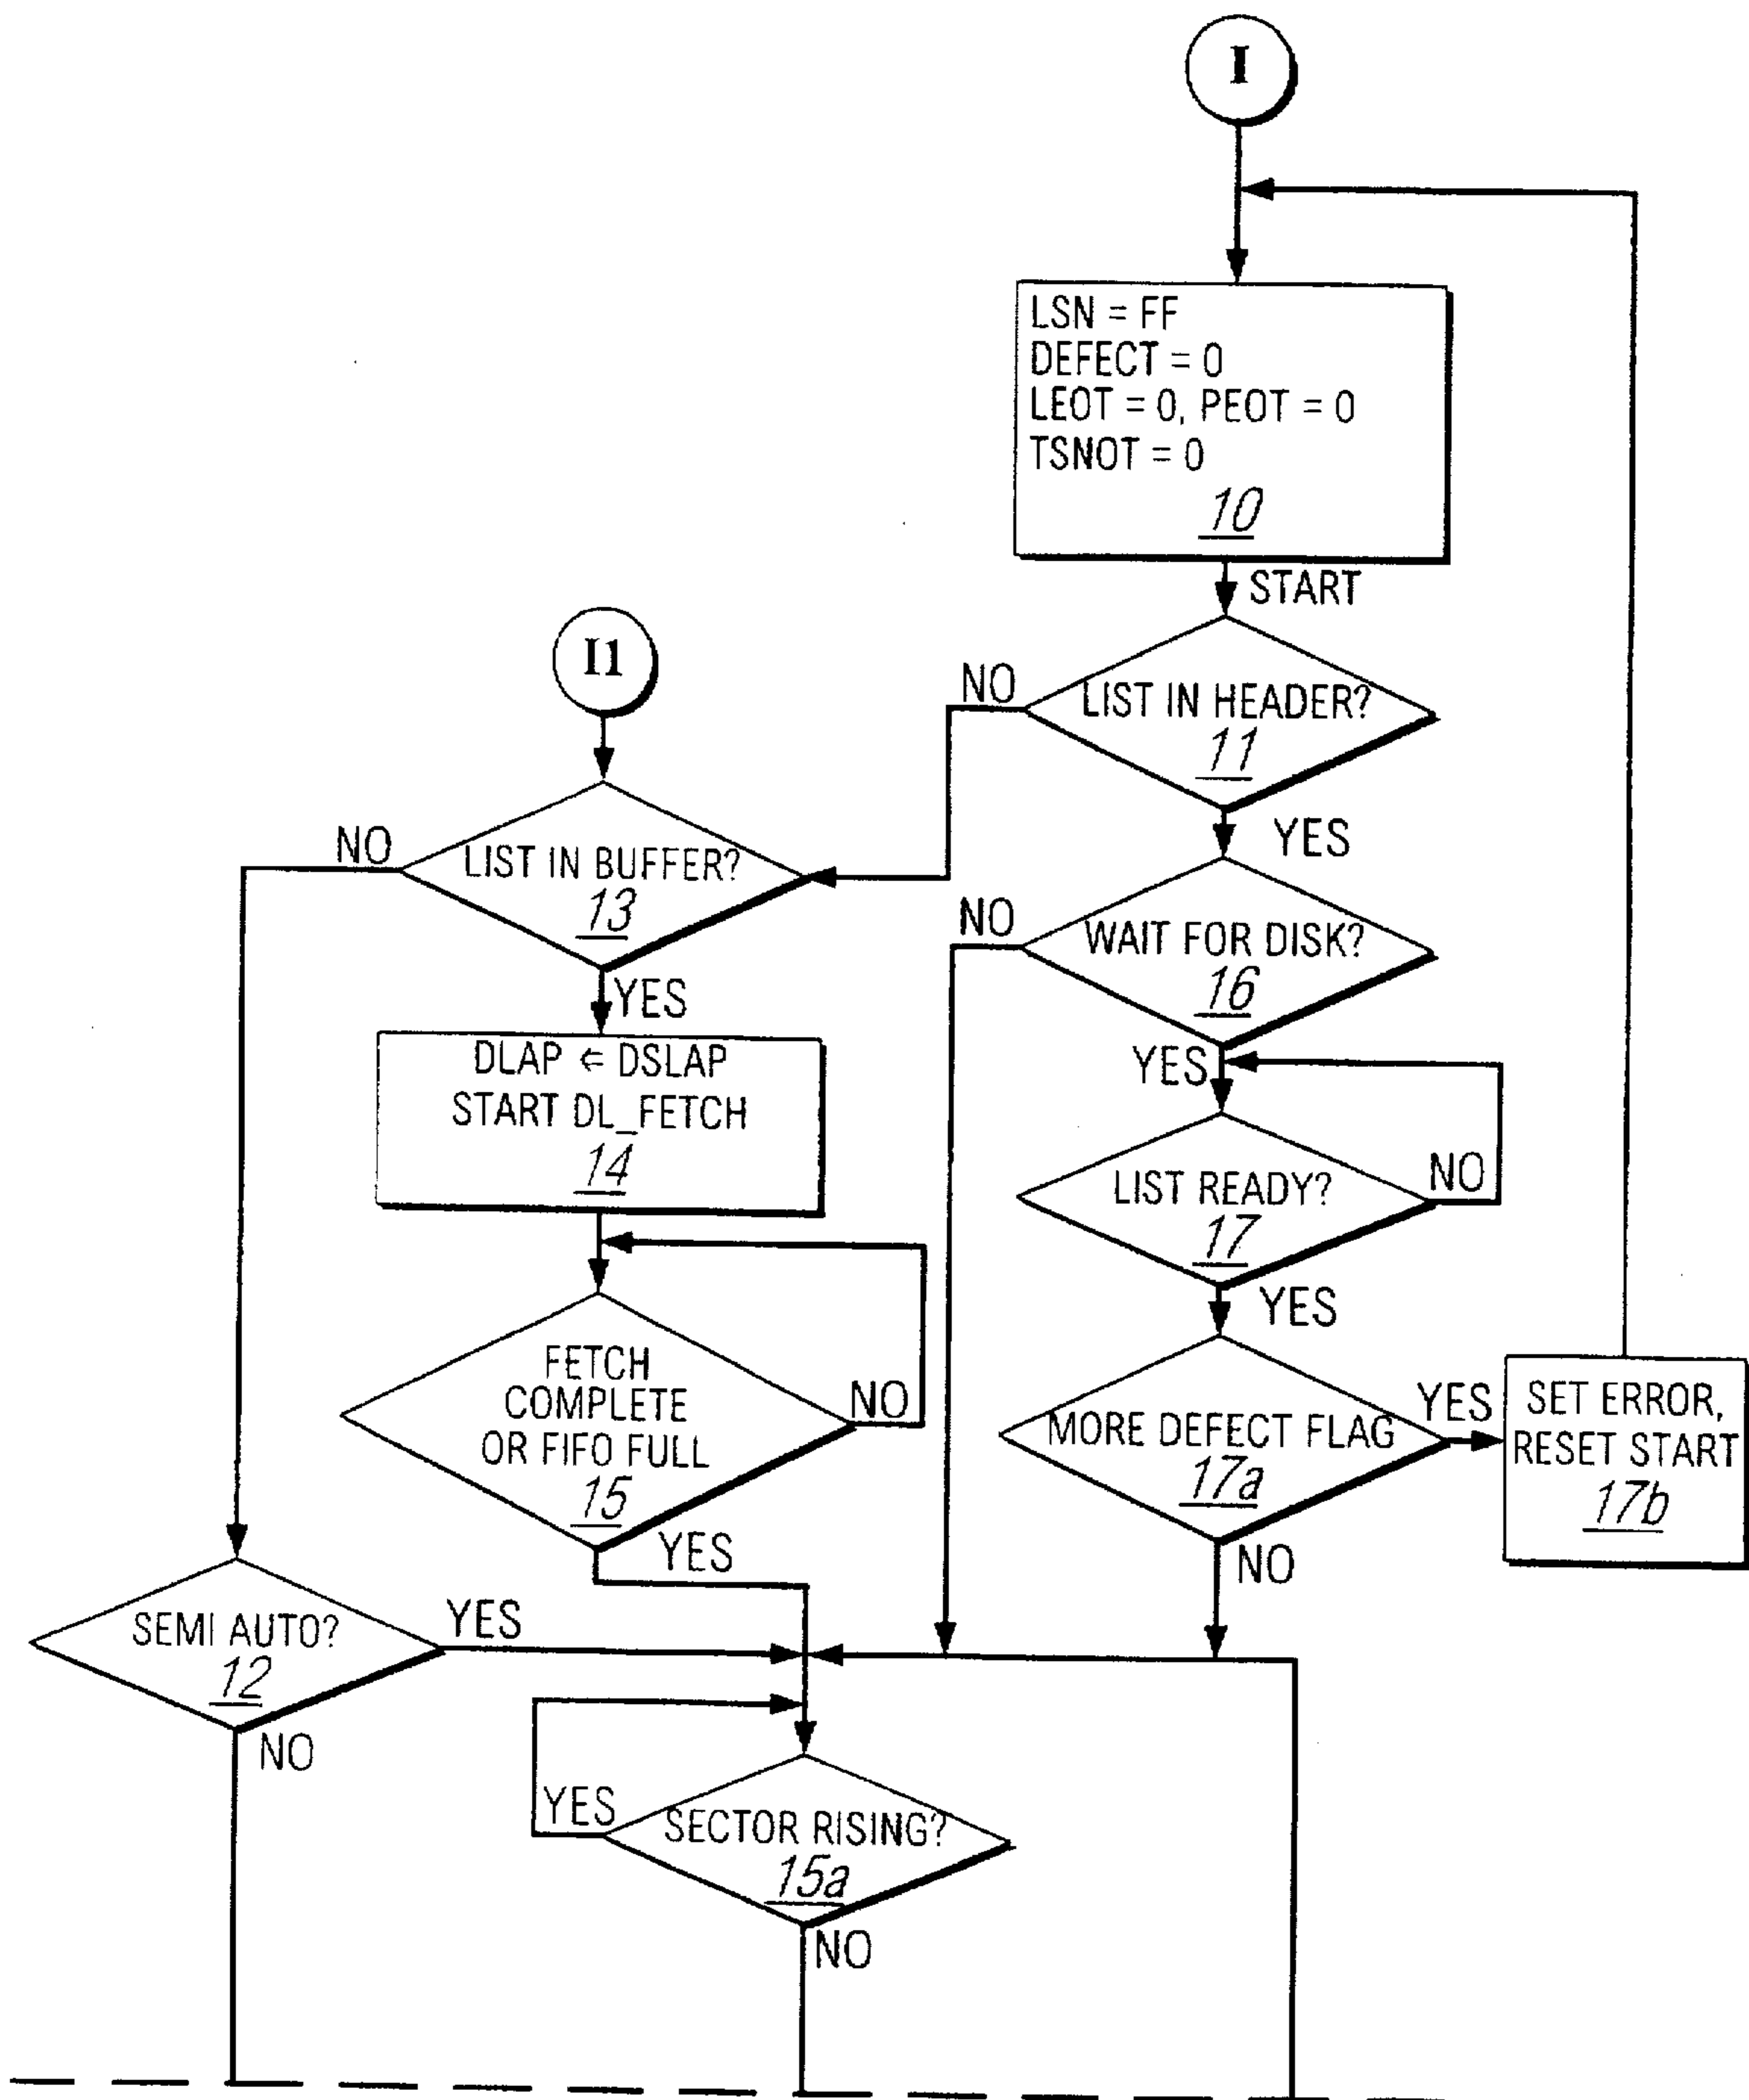 I
LSN = FF
DEFECT = 0
LEOT = 0, PEOT = 0
TSNOT = 0
10
START
I1
NO
LIST IN HEADER?
11
YES
NO
LIST IN BUFFER?
13
YES
NO
WAIT FOR DISK?
16
YES
DLAP ⇐ DSLAP
START DL_FETCH
14
LIST READY?
17
NO
YES
FETCH
COMPLETE
OR FIFO FULL
15
NO
YES
MORE DEFECT FLAG
17a
YES
NO
SET ERROR,
RESET START
17b
SEMI AUTO?
12
YES
NO
YES
SECTOR RISING?
15a
NO